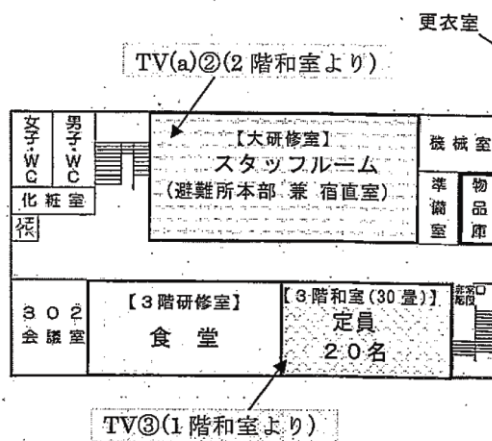 更衣室
TV(a)②(2階和室より)
女子・WC
男子・WC
化粧室
【大研修室】
スタッフルーム
(避難所本部 兼 宿直室)
機械室
準備室
物品庫
302
会議室
【3階研修室】
食堂
【3階和室(30畳)】
定員
20名
TV③(1階和室より)